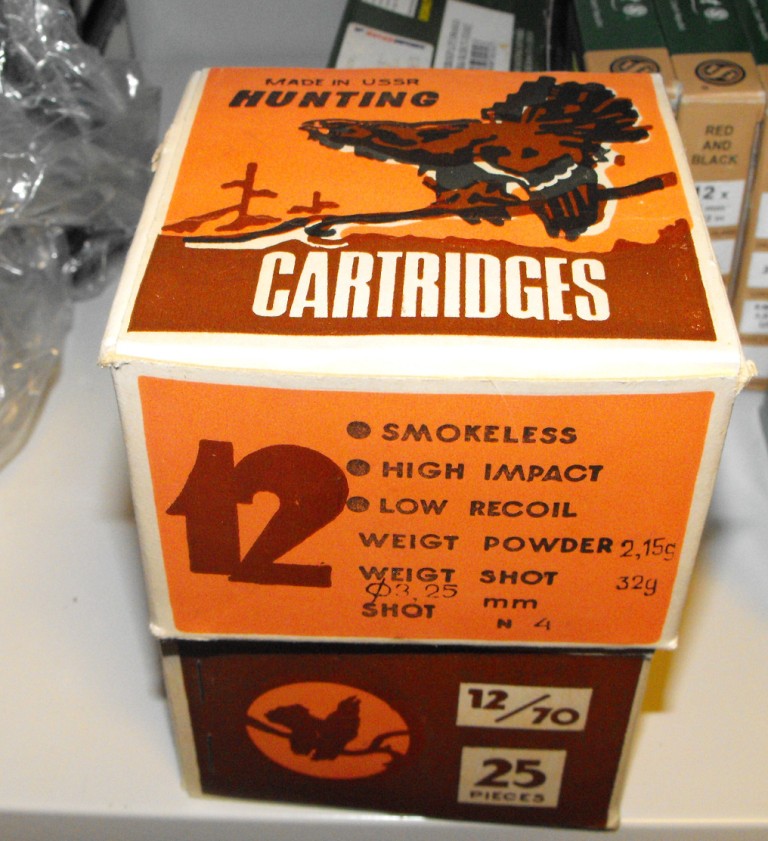 MADE IN USSR
HUNTING
CARTRIDGES
12
SMOKELESS
HIGH IMPACT
LOW RECOIL
WEIGT POWDER 2,15g
WEIGT SHOT 32g
Ø3,25
SHOT mm
N 4
12/70
25
PIECES
RED
AND
BLACK
12 x